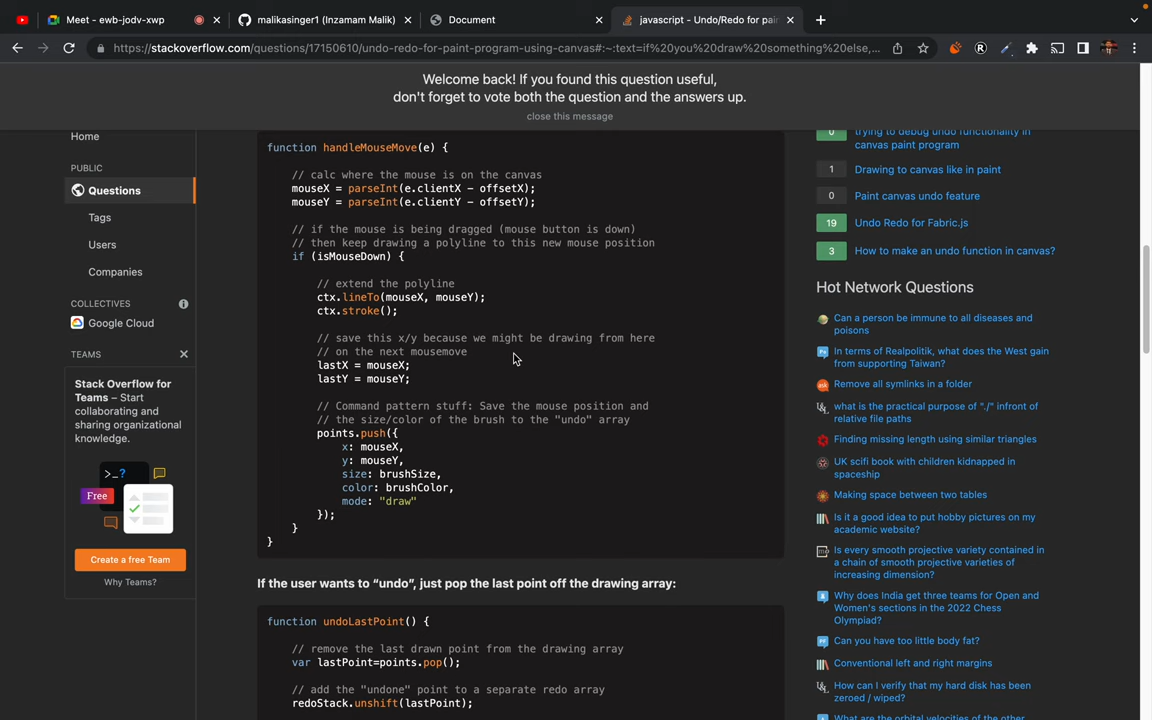 Meet - ewb-jodv-xwp
malikasinger1 (Inzamam Malik)
Document
javascript - Undo/Redo for pai
https://stackoverflow.com/questions/17150610/undo-redo-for-paint-program-using-canvas#:~:text=if%20you%20draw%20something%20else,...
Welcome back! If you found this question useful,
don't forget to vote both the question and the answers up.
close this message
Home
PUBLIC
Questions
Tags
Users
Companies
COLLECTIVES
Google Cloud
TEAMS
Stack Overflow for
Teams – Start
collaborating and
sharing organizational
knowledge.
>_?
Free
Create a free Team
Why Teams?
function handleMouseMove(e) {
// calc where the mouse is on the canvas
mouseX = parseInt(e.clientX - offsetX);
mouseY = parseInt(e.clientY - offsetY);
// if the mouse is being dragged (mouse button is down)
// then keep drawing a polyline to this new mouse position
if (isMouseDown) {
// extend the polyline
ctx.lineTo(mouseX, mouseY);
ctx.stroke();
// save this x/y because we might be drawing from here
// on the next mousemove
lastX = mouseX;
lastY = mouseY;
// Command pattern stuff: Save the mouse position and
// the size/color of the brush to the "undo" array
points.push({
x: mouseX,
y: mouseY,
size: brushSize,
color: brushColor,
mode: "draw"
});
}
}
If the user wants to “undo”, just pop the last point off the drawing array:
function undoLastPoint() {
// remove the last drawn point from the drawing array
var lastPoint=points.pop();
// add the "undone" point to a separate redo array
redoStack.unshift(lastPoint);
0 trying to debug undo functionality in
canvas paint program
1 Drawing to canvas like in paint
0 Paint canvas undo feature
19 Undo Redo for Fabric.js
3 How to make an undo function in canvas?
Hot Network Questions
Can a person be immune to all diseases and
poisons
In terms of Realpolitik, what does the West gain
from supporting Taiwan?
Remove all symlinks in a folder
what is the practical purpose of "./" infront of
relative file paths
Finding missing length using similar triangles
UK scifi book with children kidnapped in
spaceship
Making space between two tables
Is it a good idea to put hobby pictures on my
academic website?
Is every smooth projective variety contained in
a chain of smooth projective varieties of
increasing dimension?
Why does India get three teams for Open and
Women's sections in the 2022 Chess
Olympiad?
Can you have too little body fat?
Conventional left and right margins
How can I verify that my hard disk has been
zeroed / wiped?
What are the orbital velocities of the other